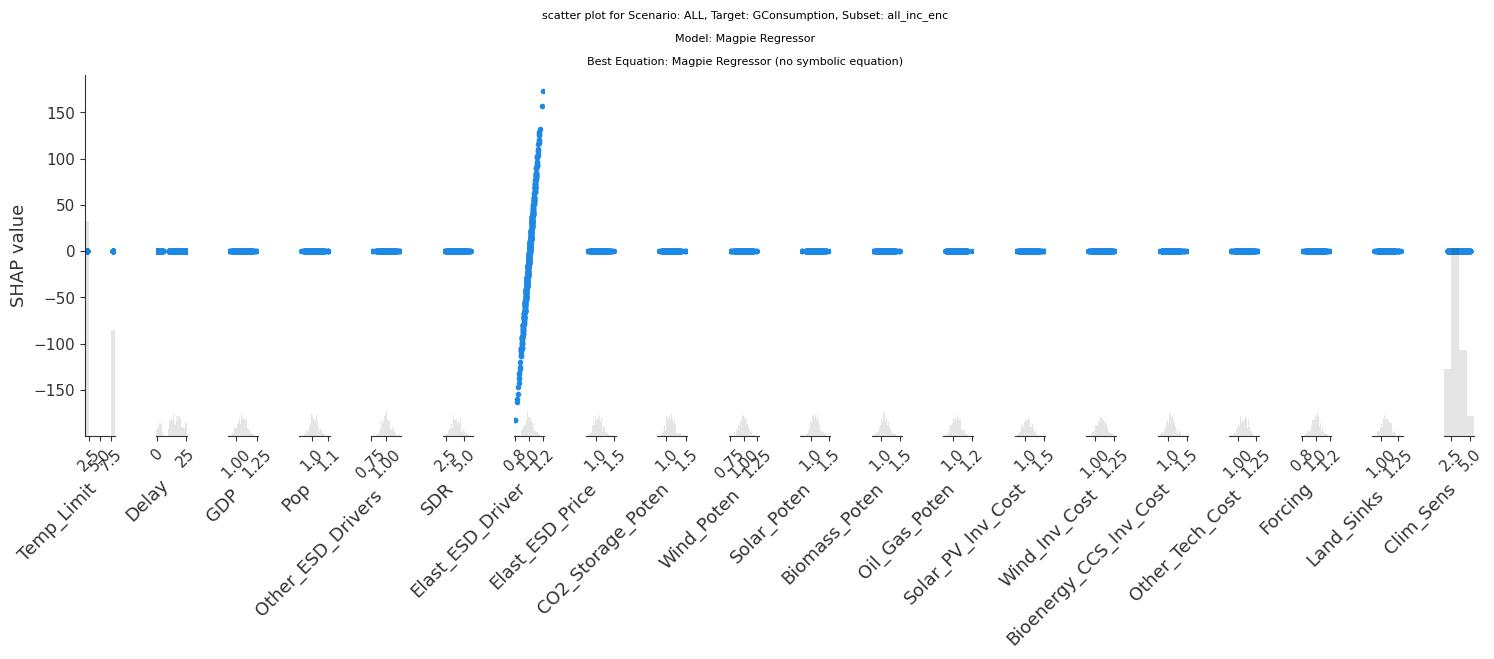 scatter plot for Scenario: ALL, Target: GConsumption, Subset: all_inc_enc
Model: Magpie Regressor
Best Equation: Magpie Regressor (no symbolic equation)
SHAP value
150
100
50
0
−50
−100
−150
2.5 5.0 7.5
0 25
1.00 1.25
1.0 1.1
0.75 1.00
2.5 5.0
0.8 1.0 1.2
1.0 1.5
1.0 1.5
0.75 1.00 1.25
1.0 1.5
1.0 1.5
1.0 1.2
1.0 1.5
1.00 1.25
1.0 1.5
1.00 1.25
0.8 1.0 1.2
1.00 1.25
2.5 5.0
Temp_Limit
Delay
GDP
Pop
Other_ESD_Drivers
SDR
Elast_ESD_Driver
Elast_ESD_Price
CO2_Storage_Poten
Wind_Poten
Solar_Poten
Biomass_Poten
Oil_Gas_Poten
Solar_PV_Inv_Cost
Wind_Inv_Cost
Bioenergy_CCS_Inv_Cost
Other_Tech_Cost
Forcing
Land_Sinks
Clim_Sens